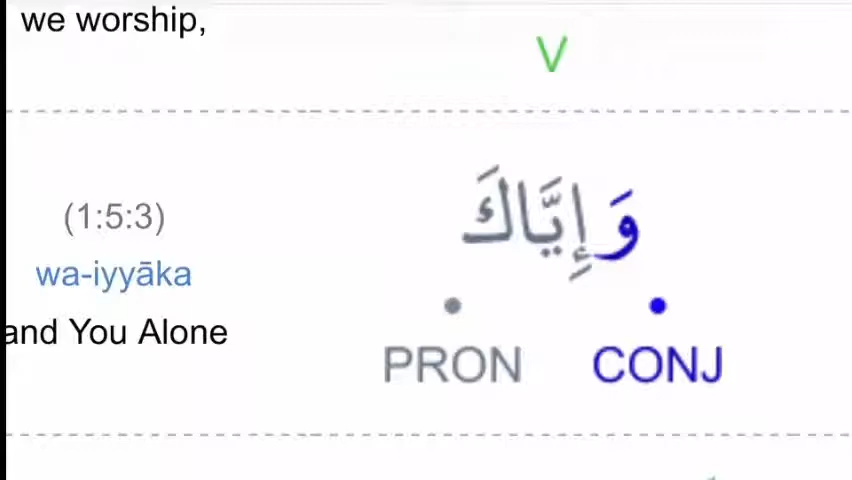 we worship,
V
(1:5:3)
wa-iyyāka
and You Alone
وَإِيَّاكَ
PRON CONJ